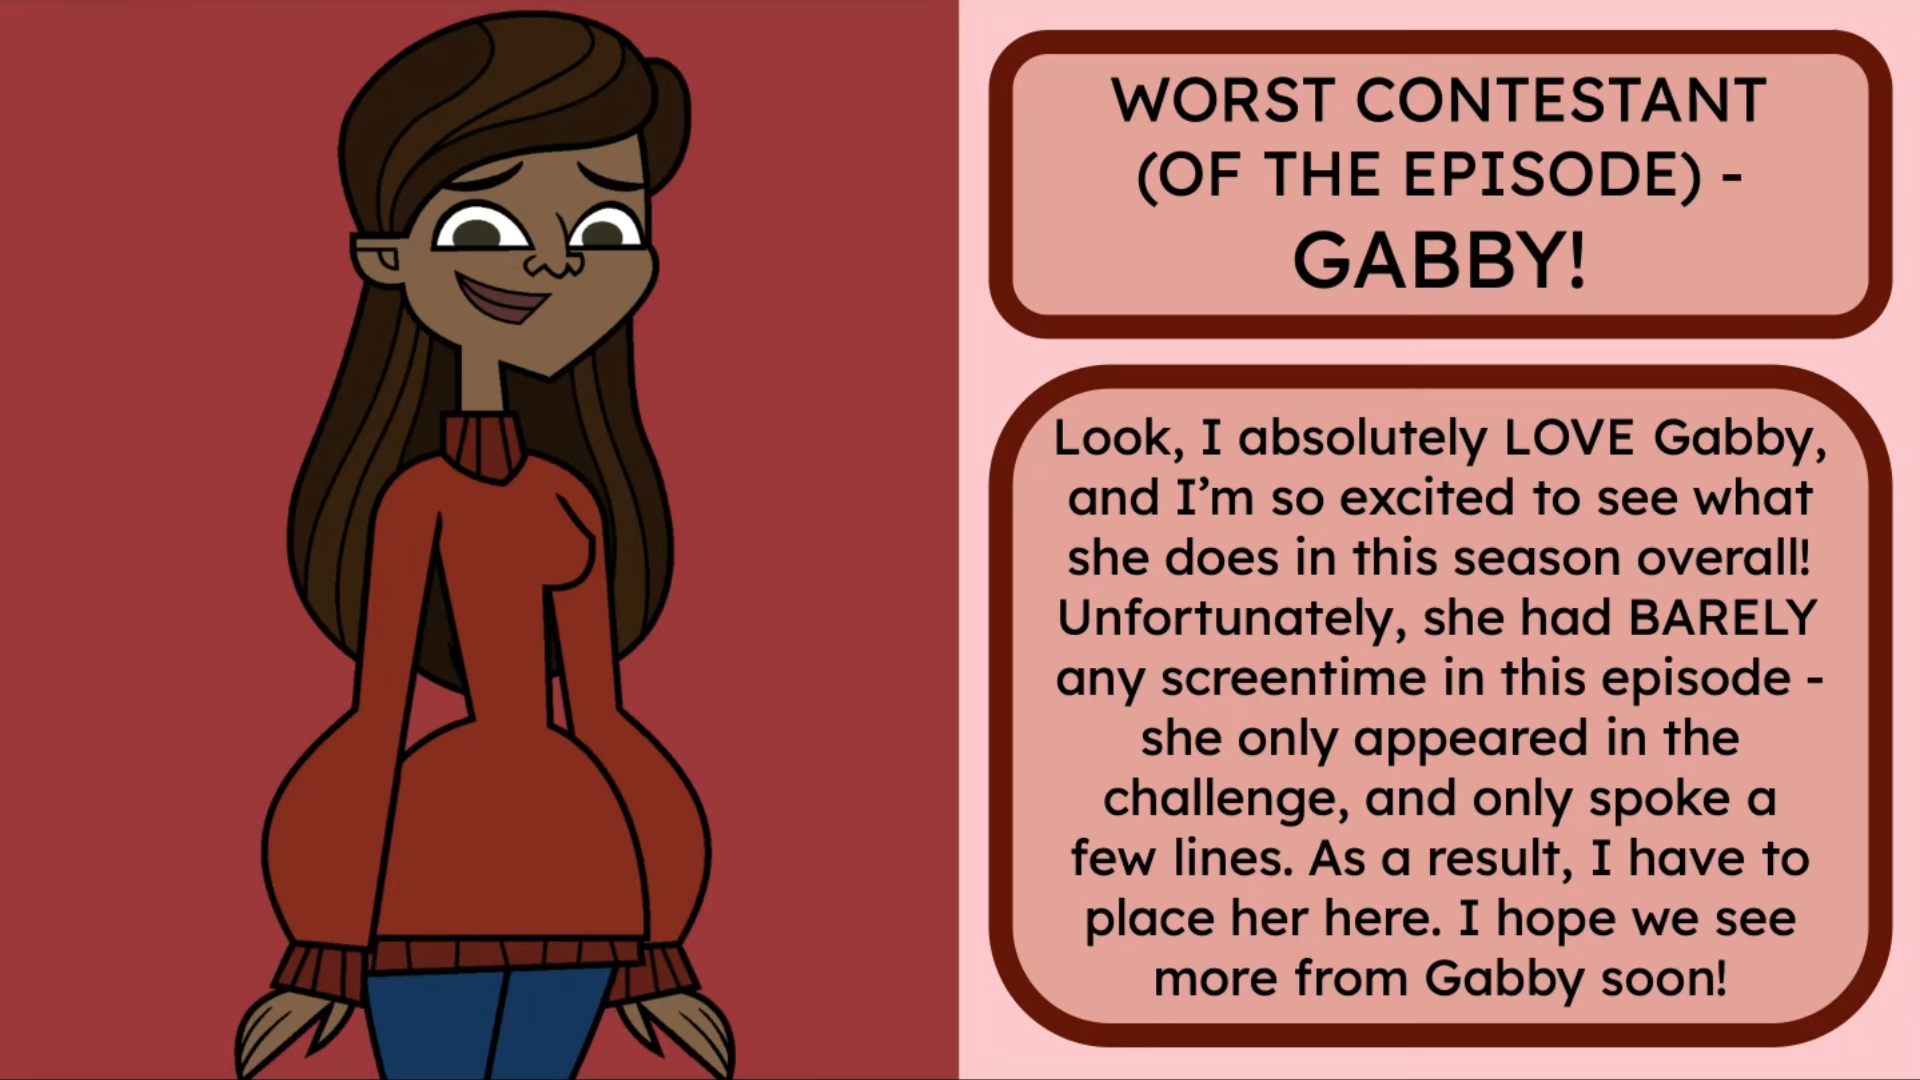 WORST CONTESTANT
(OF THE EPISODE) -
GABBY!
Look, I absolutely LOVE Gabby,
and I’m so excited to see what
she does in this season overall!
Unfortunately, she had BARELY
any screentime in this episode -
she only appeared in the
challenge, and only spoke a
few lines. As a result, I have to
place her here. I hope we see
more from Gabby soon!